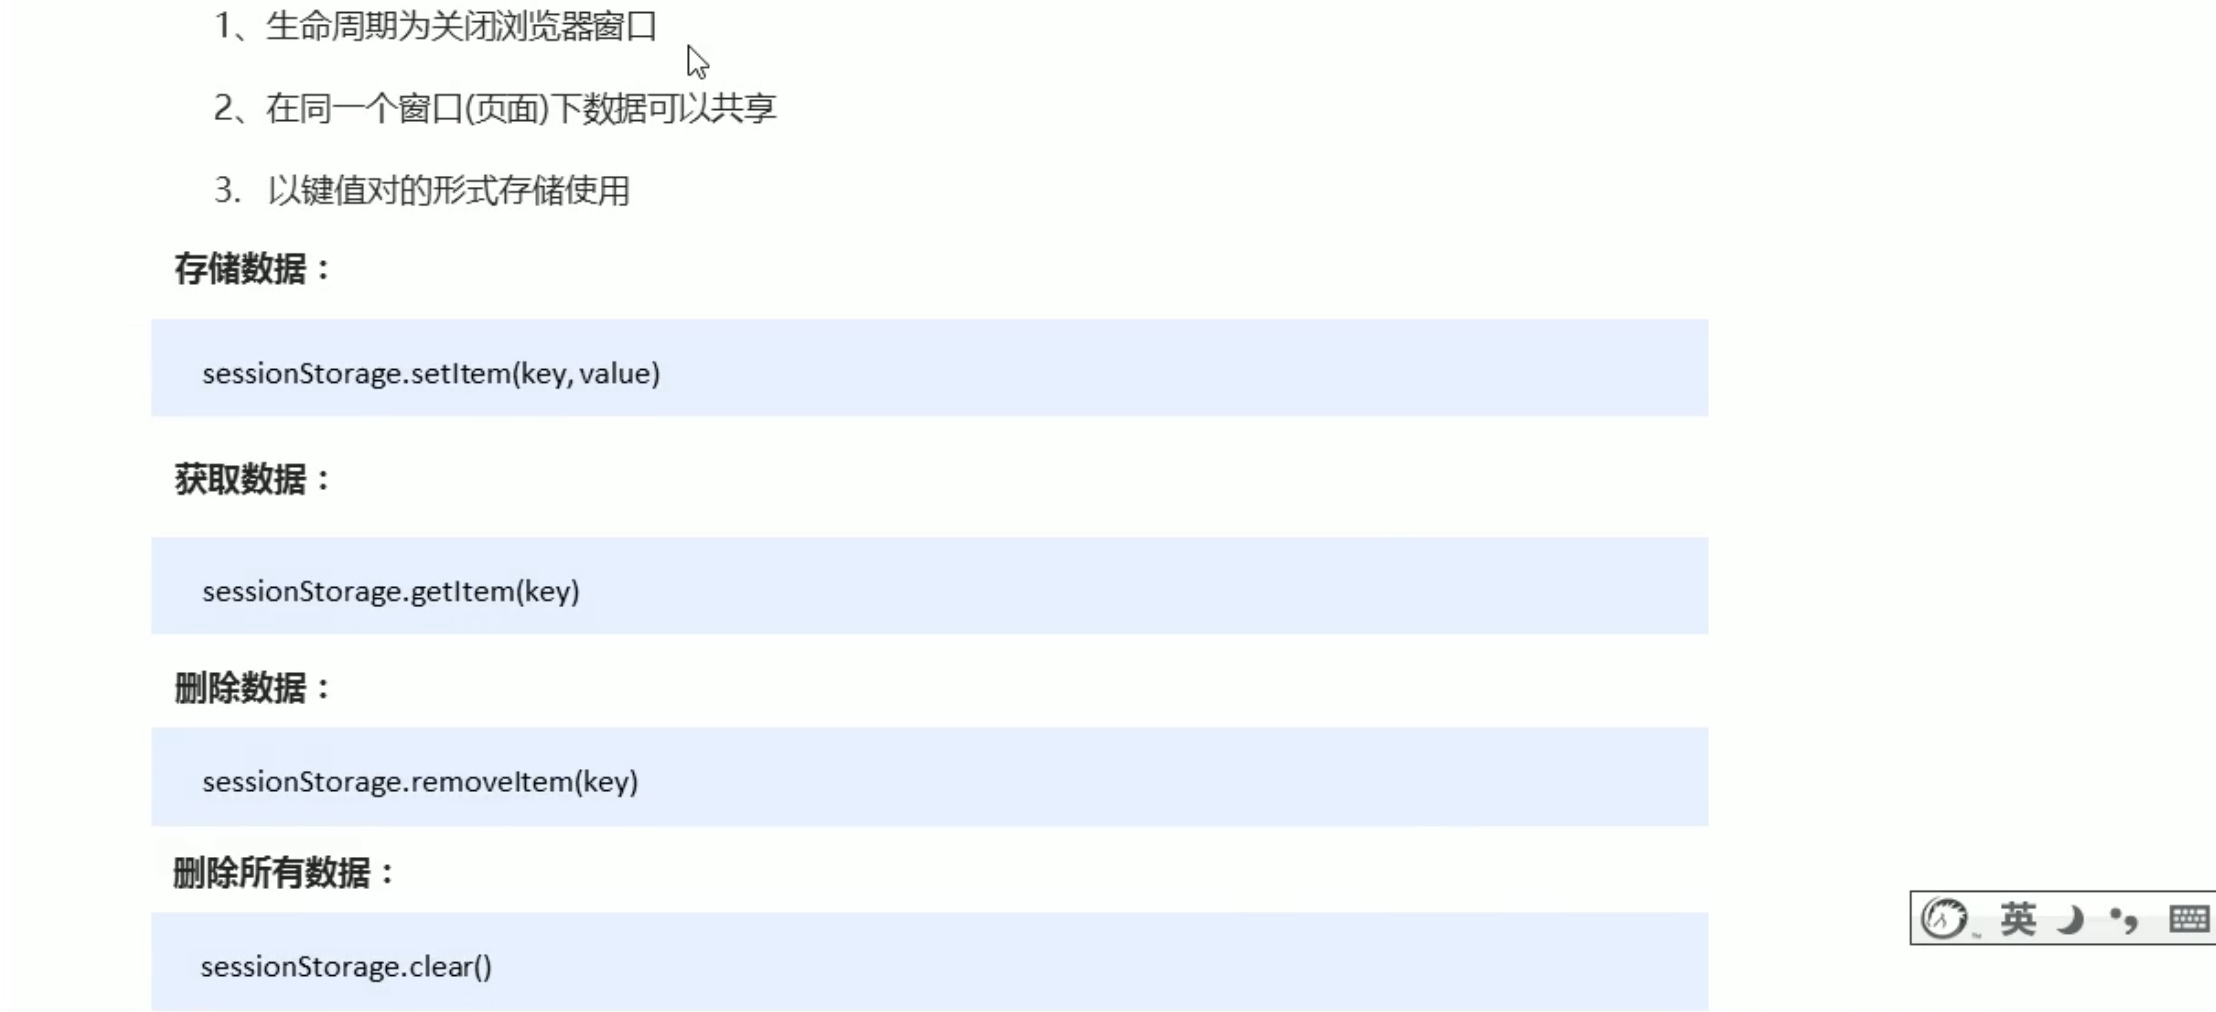 1、生命周期为关闭浏览器窗口
2、在同一个窗口(页面)下数据可以共享
3. 以键值对的形式存储使用
存储数据：
sessionStorage.setItem(key, value)
获取数据：
sessionStorage.getItem(key)
删除数据：
sessionStorage.removeItem(key)
删除所有数据：
sessionStorage.clear()
英